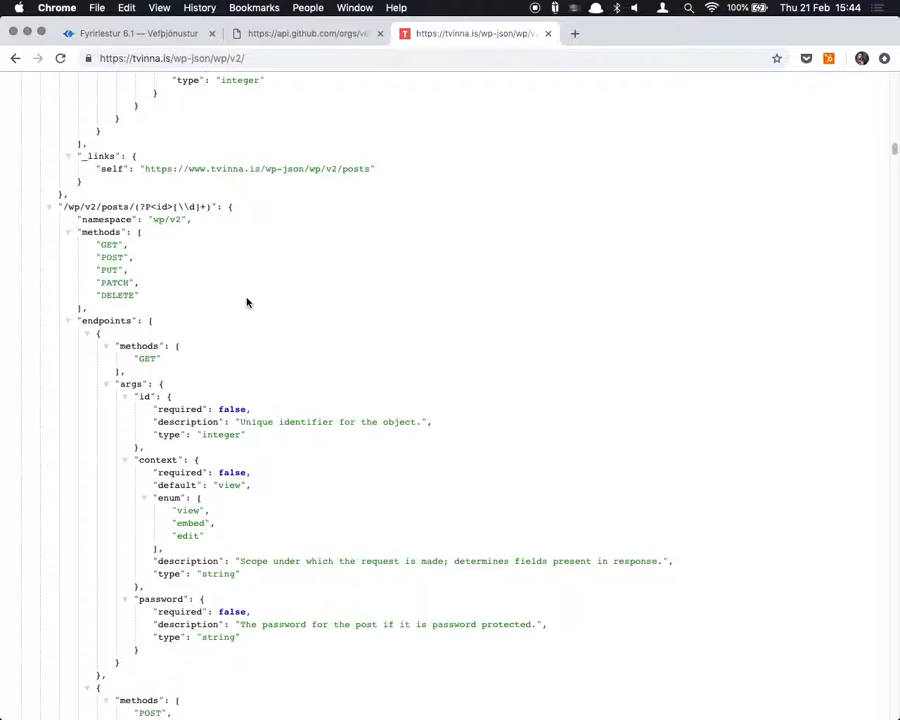 Chrome File Edit View History Bookmarks People Window Help 100% Thu 21 Feb 15:44
Fyrirlestur 6.1 — Vefþjónustur
https://api.github.com/orgs/ve
https://tvinna.is/wp-json/wp/v
https://tvinna.is/wp-json/wp/v2/
"type": "integer"
}
}
}
}
],
"_links": {
"self": "https://www.tvinna.is/wp-json/wp/v2/posts"
}
},
"/wp/v2/posts/(?P<id>[\\d]+)": {
"namespace": "wp/v2",
"methods": [
"GET",
"POST",
"PUT",
"PATCH",
"DELETE"
],
"endpoints": [
{
"methods": [
"GET"
],
"args": {
"id": {
"required": false,
"description": "Unique identifier for the object.",
"type": "integer"
},
"context": {
"required": false,
"default": "view",
"enum": [
"view",
"embed",
"edit"
],
"description": "Scope under which the request is made; determines fields present in response.",
"type": "string"
},
"password": {
"required": false,
"description": "The password for the post if it is password protected.",
"type": "string"
}
}
},
{
"methods": [
"POST",